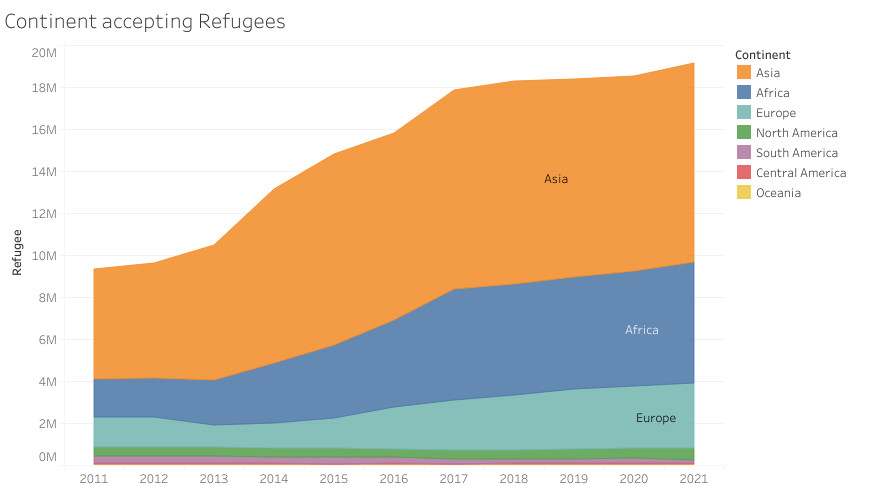 Continent accepting Refugees
20M
18M
16M
14M
12M
10M
8M
6M
4M
2M
0M
Refugee
2011 2012 2013 2014 2015 2016 2017 2018 2019 2020 2021
Asia
Africa
Europe
Continent
Asia
Africa
Europe
North America
South America
Central America
Oceania